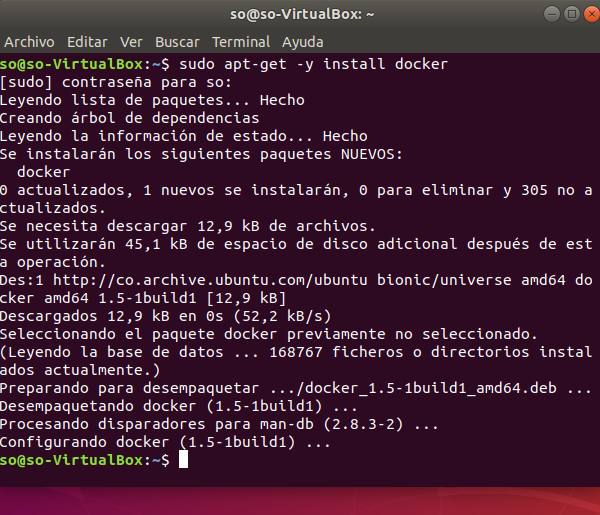 so@so-VirtualBox: ~
Archivo Editar Ver Buscar Terminal Ayuda
so@so-VirtualBox:~$ sudo apt-get -y install docker
[sudo] contraseña para so:
Leyendo lista de paquetes... Hecho
Creando árbol de dependencias
Leyendo la información de estado... Hecho
Se instalarán los siguientes paquetes NUEVOS:
  docker
0 actualizados, 1 nuevos se instalarán, 0 para eliminar y 305 no a
ctualizados.
Se necesita descargar 12,9 kB de archivos.
Se utilizarán 45,1 kB de espacio de disco adicional después de est
a operación.
Des:1 http://co.archive.ubuntu.com/ubuntu bionic/universe amd64 do
cker amd64 1.5-1build1 [12,9 kB]
Descargados 12,9 kB en 0s (52,2 kB/s)
Seleccionando el paquete docker previamente no seleccionado.
(Leyendo la base de datos ... 168767 ficheros o directorios instal
ados actualmente.)
Preparando para desempaquetar .../docker_1.5-1build1_amd64.deb ...
Desempaquetando docker (1.5-1build1) ...
Procesando disparadores para man-db (2.8.3-2) ...
Configurando docker (1.5-1build1) ...
so@so-VirtualBox:~$